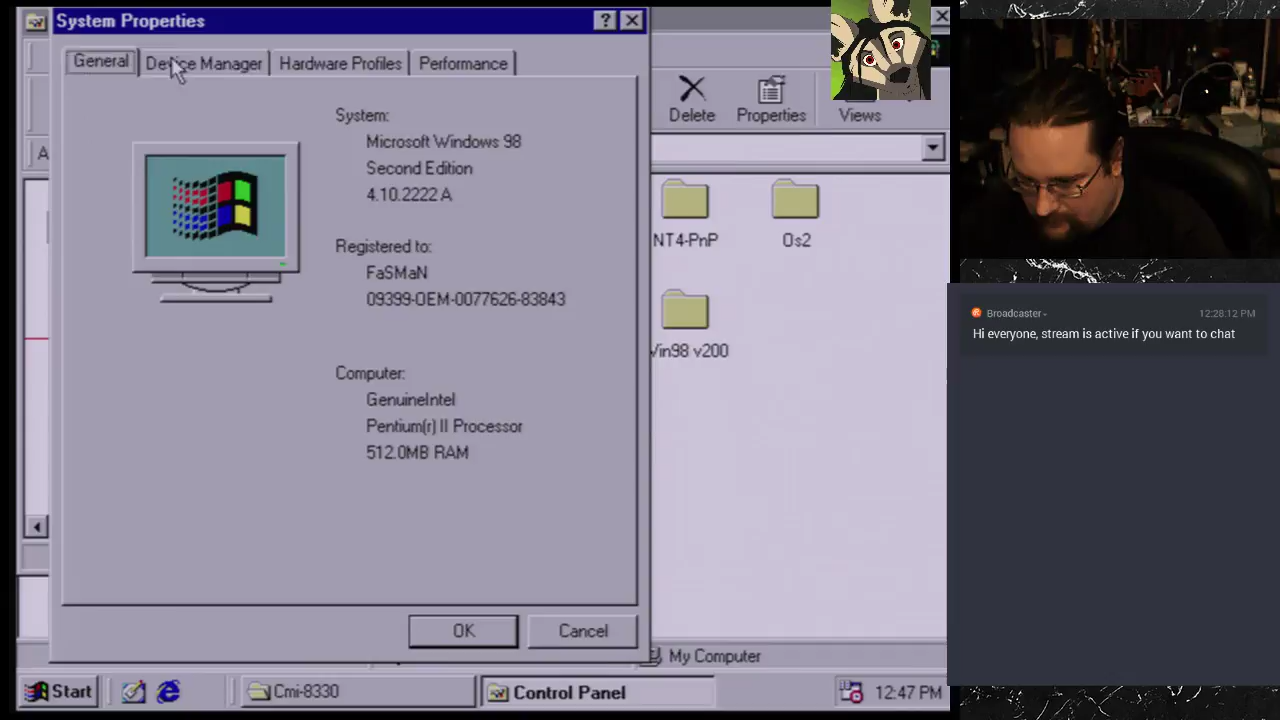 System Properties
General
Device Manager
Hardware Profiles
Performance
System:
Microsoft Windows 98
Second Edition
4.10.2222 A
Registered to:
FaSMaN
09399-OEM-0077626-83843
Computer:
GenuineIntel
Pentium(r) II Processor
512.0MB RAM
OK
Cancel
Delete
Properties
Views
A
NT4-PnP
Os2
Win98 v200
My Computer
Start
Cmi-8330
Control Panel
12:47 PM
Broadcaster
12:28:12 PM
Hi everyone, stream is active if you want to chat